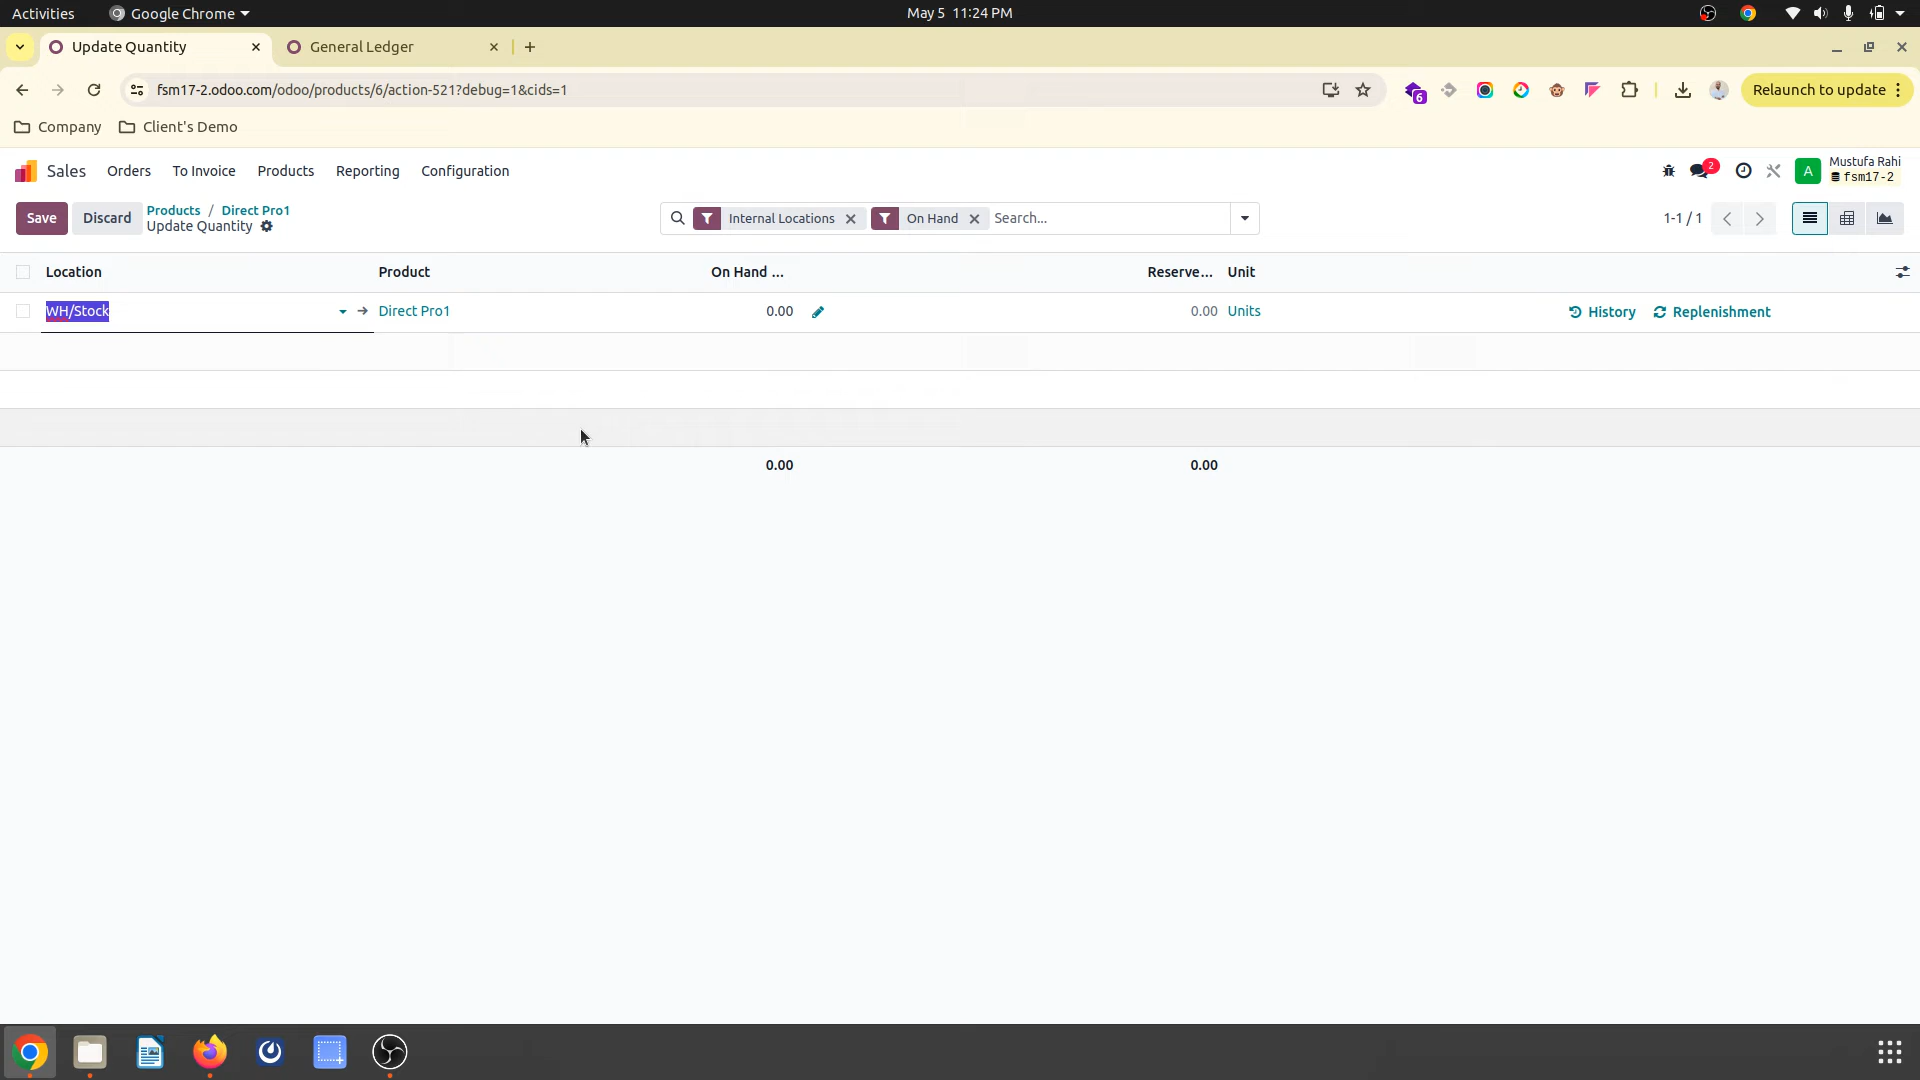 Activities Google Chrome May 5 11:24 PM
Update Quantity General Ledger
fsm17-2.odoo.com/odoo/products/6/action-521?debug=1&cids=1 6 Relaunch to update
Company Client's Demo
Sales Orders To Invoice Products Reporting Configuration 2 A Mustufa Rahi
fsm17-2
Save Discard Products / Direct Pro1 Internal Locations On Hand Search... 1-1 / 1
Update Quantity
Location Product On Hand ... Reserve... Unit
WH/Stock Direct Pro1 0.00 0.00 Units History Replenishment
0.00 0.00